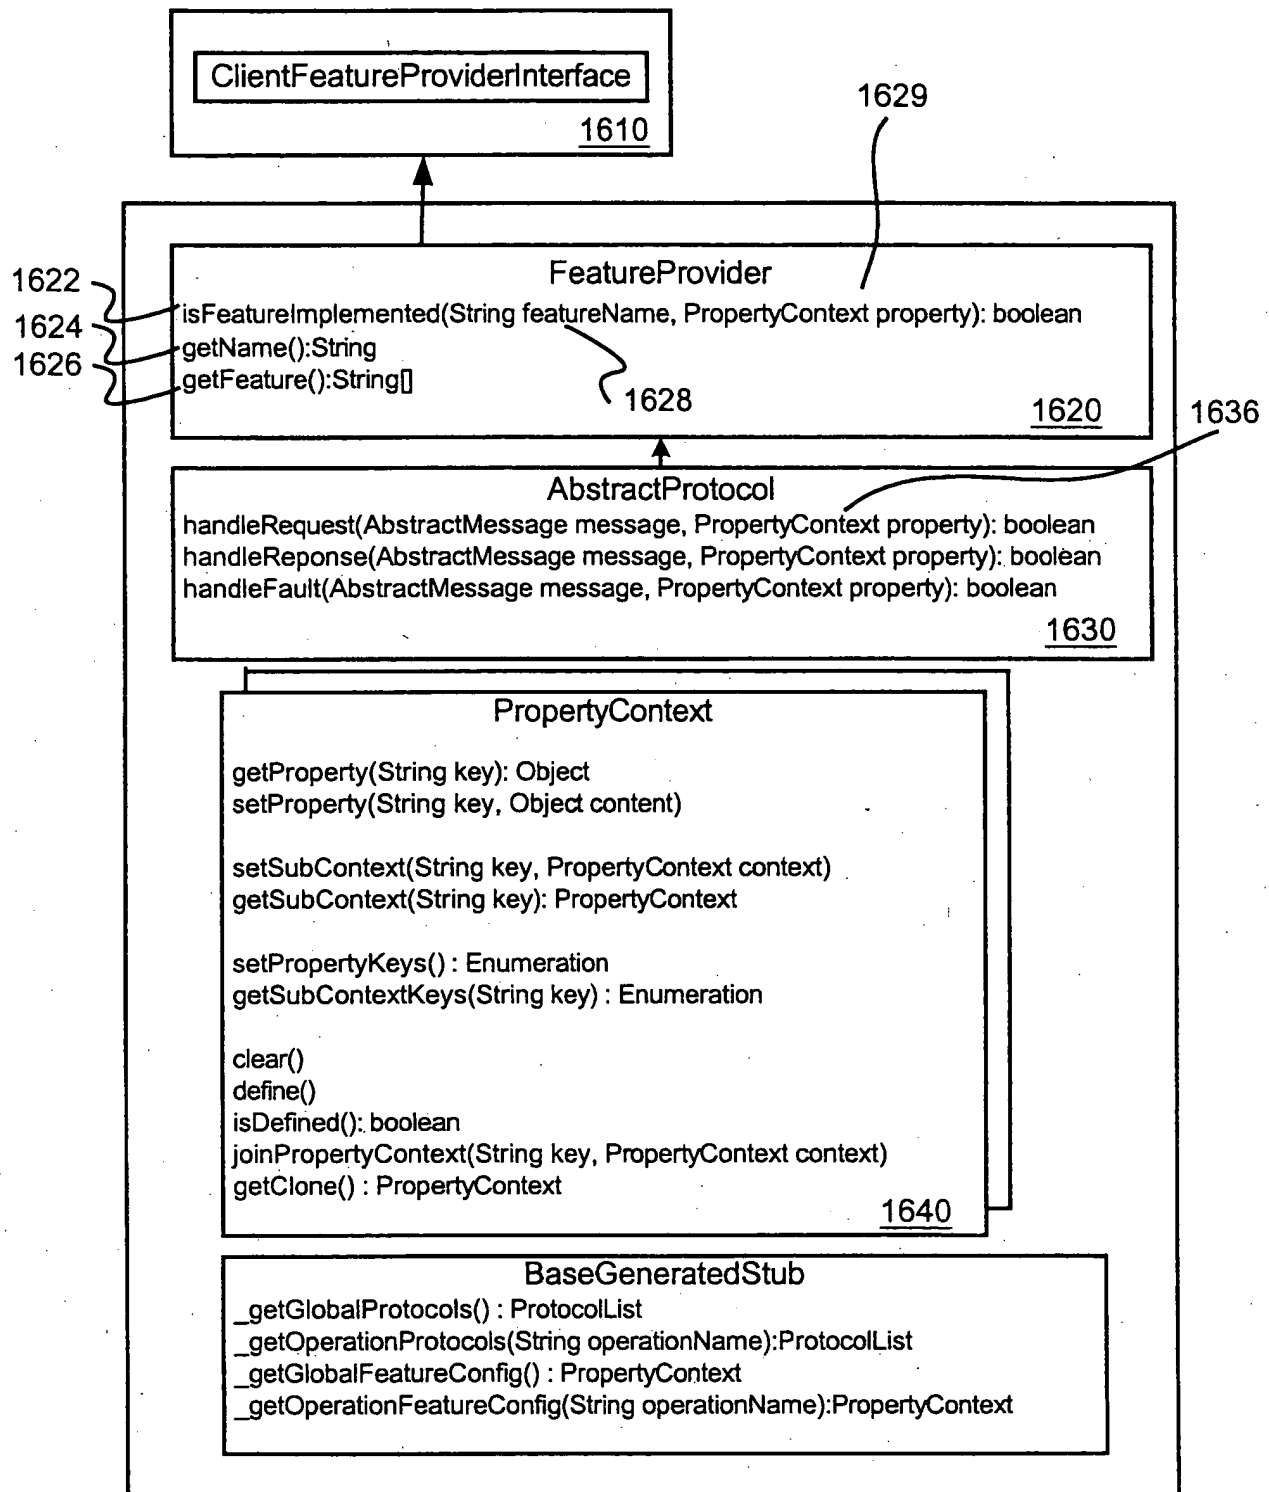 ClientFeatureProviderInterface
1610
1629
FeatureProvider
1622
isFeatureImplemented(String featureName, PropertyContext property): boolean
1624
getName():String
1626
getFeature():String[]
1628
1620
1636
AbstractProtocol
handleRequest(AbstractMessage message, PropertyContext property): boolean
handleReponse(AbstractMessage message, PropertyContext property): boolean
handleFault(AbstractMessage message, PropertyContext property): boolean
1630
PropertyContext
getProperty(String key): Object
setProperty(String key, Object content)
setSubContext(String key, PropertyContext context)
getSubContext(String key): PropertyContext
setPropertyKeys() : Enumeration
getSubContextKeys(String key) : Enumeration
clear()
define()
isDefined(): boolean
joinPropertyContext(String key, PropertyContext context)
getClone() : PropertyContext
1640
BaseGeneratedStub
_getGlobalProtocols() : ProtocolList
_getOperationProtocols(String operationName):ProtocolList
_getGlobalFeatureConfig() : PropertyContext
_getOperationFeatureConfig(String operationName):PropertyContext